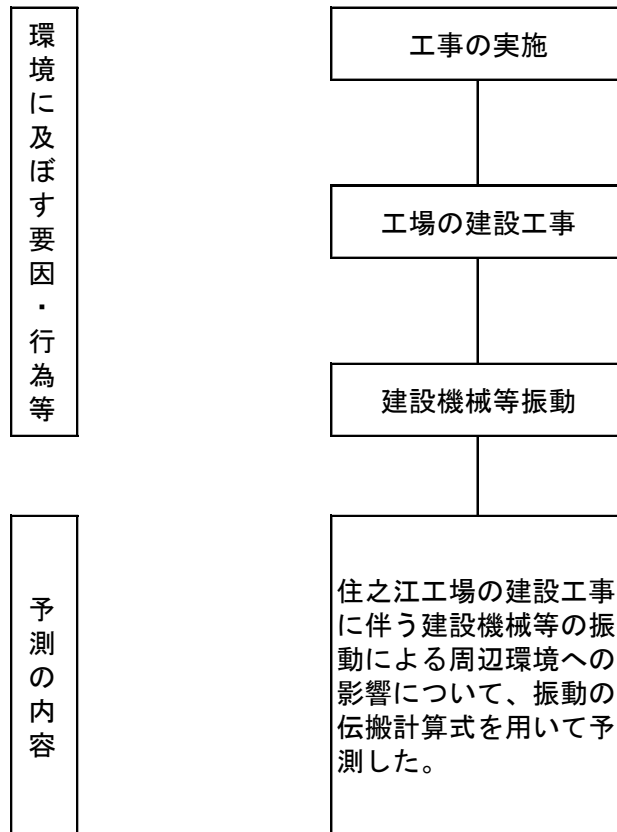 環境に及ぼす要因・行為等
工事の実施
工場の建設工事
建設機械等振動
予測の内容
住之江工場の建設工事
に伴う建設機械等の振
動による周辺環境への
影響について、振動の
伝搬計算式を用いて予
測した。